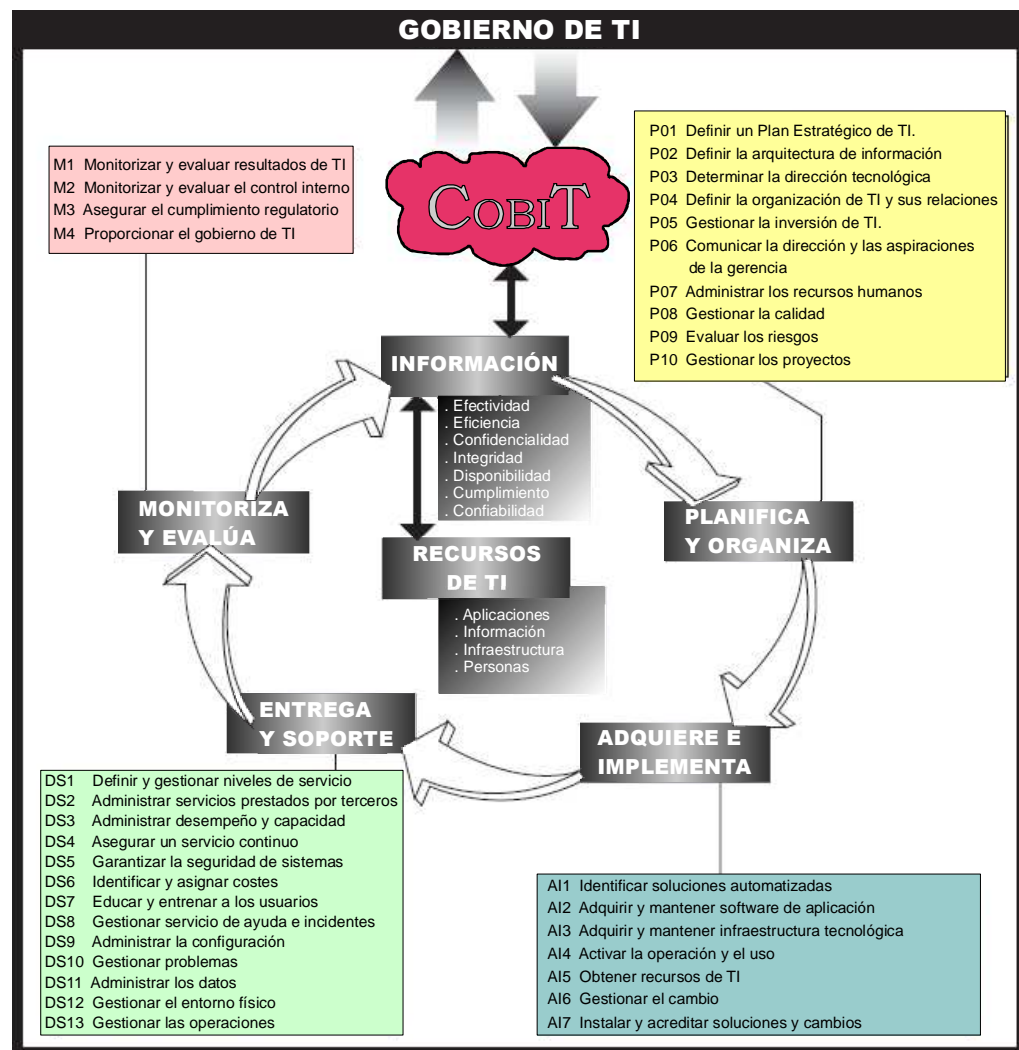 GOBIERNO DE TI
M1 Monitorizar y evaluar resultados de TI
M2 Monitorizar y evaluar el control interno
M3 Asegurar el cumplimiento regulatorio
M4 Proporcionar el gobierno de TI
COBIT
P01 Definir un Plan Estratégico de TI.
P02 Definir la arquitectura de información
P03 Determinar la dirección tecnológica
P04 Definir la organización de TI y sus relaciones
P05 Gestionar la inversión de TI.
P06 Comunicar la dirección y las aspiraciones
de la gerencia
P07 Administrar los recursos humanos
P08 Gestionar la calidad
P09 Evaluar los riesgos
P10 Gestionar los proyectos
INFORMACIÓN
. Efectividad
. Eficiencia
. Confidencialidad
. Integridad
. Disponibilidad
. Cumplimiento
. Confiabilidad
MONITORIZA
Y EVALÚA
PLANIFICA
Y ORGANIZA
RECURSOS
DE TI
. Aplicaciones
. Información
. Infraestructura
. Personas
ENTREGA
Y SOPORTE
ADQUIERE E
IMPLEMENTA
DS1 Definir y gestionar niveles de servicio
DS2 Administrar servicios prestados por terceros
DS3 Administrar desempeño y capacidad
DS4 Asegurar un servicio continuo
DS5 Garantizar la seguridad de sistemas
DS6 Identificar y asignar costes
DS7 Educar y entrenar a los usuarios
DS8 Gestionar servicio de ayuda e incidentes
DS9 Administrar la configuración
DS10 Gestionar problemas
DS11 Administrar los datos
DS12 Gestionar el entorno físico
DS13 Gestionar las operaciones
AI1 Identificar soluciones automatizadas
AI2 Adquirir y mantener software de aplicación
AI3 Adquirir y mantener infraestructura tecnológica
AI4 Activar la operación y el uso
AI5 Obtener recursos de TI
AI6 Gestionar el cambio
AI7 Instalar y acreditar soluciones y cambios